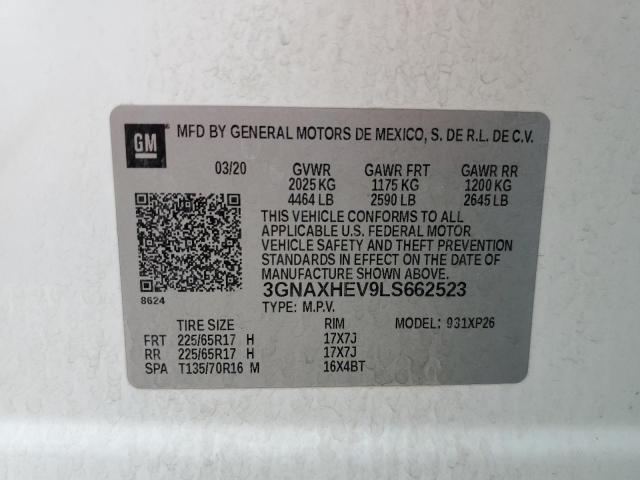 GM
MFD BY GENERAL MOTORS DE MEXICO, S. DE R.L. DE C.V.
03/20 GVWR GAWR FRT GAWR RR
2025 KG 1175 KG 1200 KG
4464 LB 2590 LB 2645 LB
THIS VEHICLE CONFORMS TO ALL
APPLICABLE U.S. FEDERAL MOTOR
VEHICLE SAFETY AND THEFT PREVENTION
STANDARDS IN EFFECT ON THE DATE OF
MANUFACTURE SHOWN ABOVE.
8624
3GNAXHEV9LS662523
TYPE: M.P.V.
TIRE SIZE RIM MODEL: 931XP26
FRT 225/65R17 H 17X7J
RR 225/65R17 H 17X7J
SPA T135/70R16 M 16X4BT